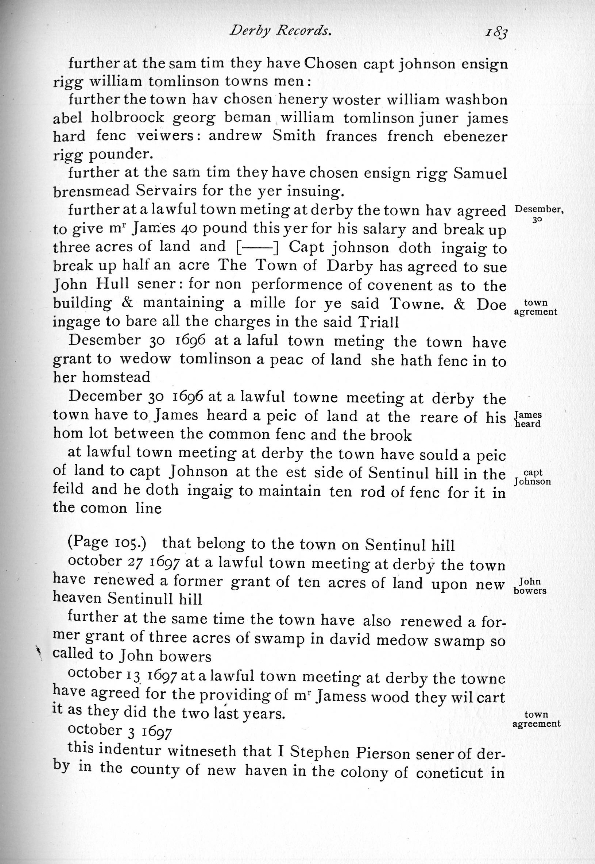 Derby Records. 183
further at the sam tim they have Chosen capt johnson ensign
rigg william tomlinson towns men:
further the town hav chosen henery woster william washbon
abel holbroock georg beman william tomlinson juner james
hard fenc veiwers: andrew Smith frances french ebenezer
rigg pounder.
further at the sam tim they have chosen ensign rigg Samuel
brensmead Servairs for the yer insuing.
further at a lawful town meting at derby the town hav agreed Desember,
30
to give mr James 40 pound this yer for his salary and break up
three acres of land and [——] Capt johnson doth ingaig to
break up half an acre The Town of Darby has agreed to sue
John Hull sener: for non performence of covenent as to the
building & mantaining a mille for ye said Towne. & Doe town
agrement
ingage to bare all the charges in the said Triall
Desember 30 1696 at a laful town meting the town have
grant to wedow tomlinson a peac of land she hath fenc in to
her homstead
December 30 1696 at a lawful towne meeting at derby the
town have to James heard a peic of land at the reare of his James
heard
hom lot between the common fenc and the brook
at lawful town meeting at derby the town have sould a peic
of land to capt Johnson at the est side of Sentinul hill in the capt
Johnson
feild and he doth ingaig to maintain ten rod of fenc for it in
the comon line
(Page 105.) that belong to the town on Sentinul hill
october 27 1697 at a lawful town meeting at derby the town
have renewed a former grant of ten acres of land upon new John
bowers
heaven Sentinull hill
further at the same time the town have also renewed a for-
mer grant of three acres of swamp in david medow swamp so
called to John bowers
october 13 1697 at a lawful town meeting at derby the towne
have agreed for the providing of mr Jamess wood they wil cart
it as they did the two last years. town
agreement
october 3 1697
this indentur witneseth that I Stephen Pierson sener of der-
by in the county of new haven in the colony of coneticut in